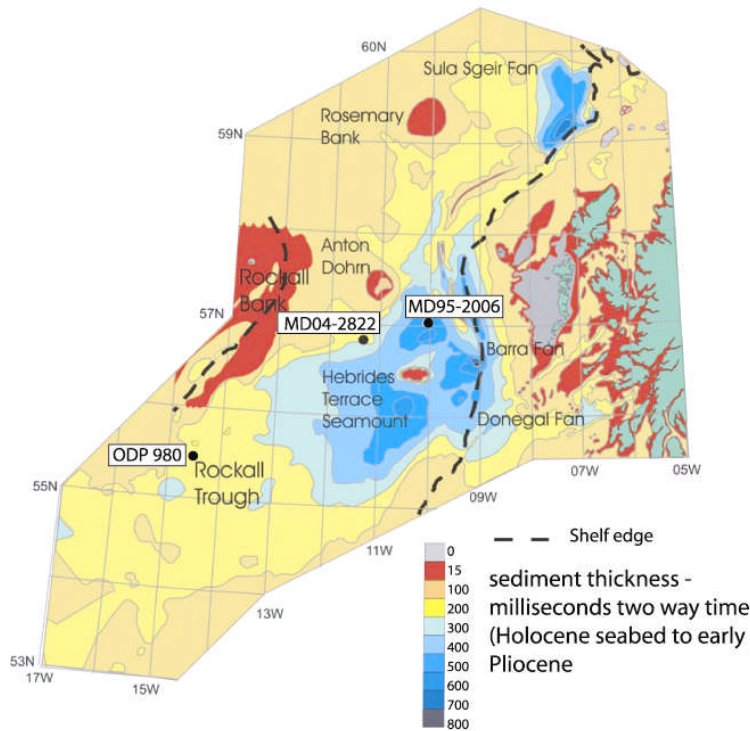 60N
Sula Sgeir Fan
Rosemary
Bank
59N
Anton
Dohrn
Rockall
Bank
57N
MD95-2006
MD04-2822
Barra Fan
Hebrides
Terrace
Seamount
Donegal Fan
ODP 980
Rockall
Trough
07W
05W
55N
09W
11W
13W
53N
17W
15W
Shelf edge
0
15
100
200
300
400
500
600
700
800
sediment thickness -
milliseconds two way time
(Holocene seabed to early
Pliocene